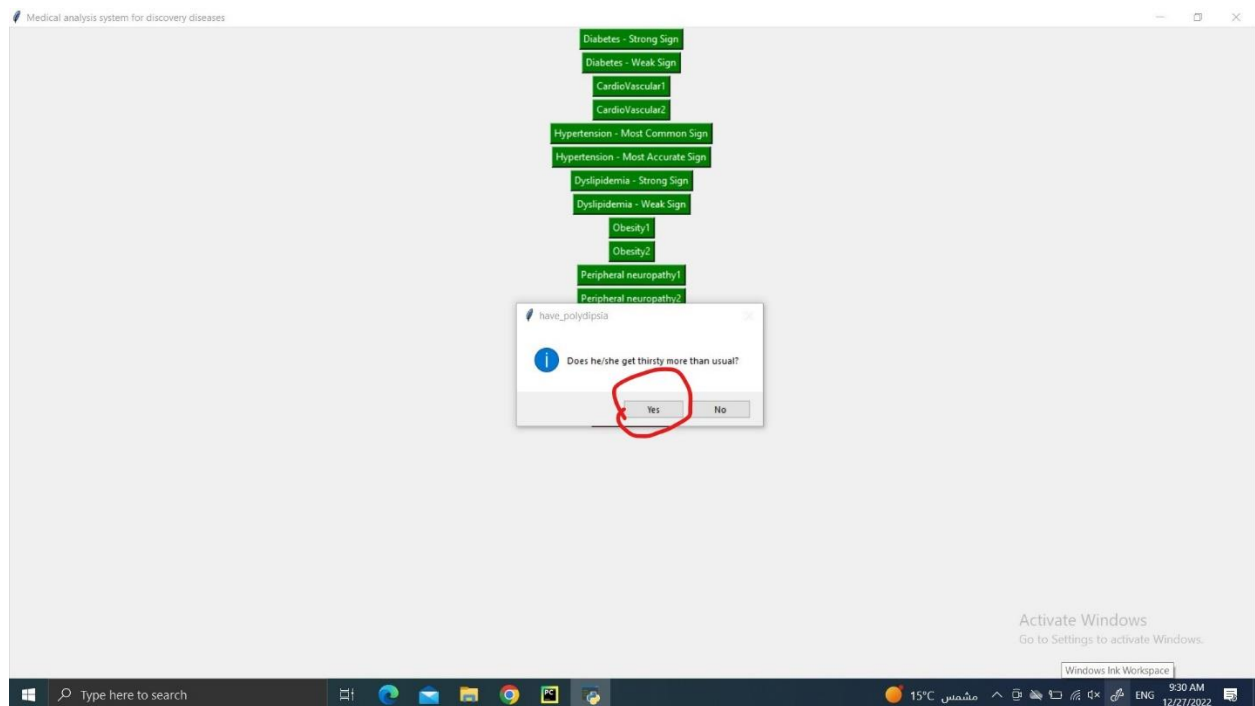 Medical analysis system for discovery diseases
Diabetes - Strong Sign
Diabetes - Weak Sign
CardioVascular1
CardioVascular2
Hypertension - Most Common Sign
Hypertension - Most Accurate Sign
Dyslipidemia - Strong Sign
Dyslipidemia - Weak Sign
Obesity1
Obesity2
Peripheral neuropathy1
Peripheral neuropathy2
have_polydipsia
Does he/she get thirsty more than usual?
Yes No
Activate Windows
Go to Settings to activate Windows.
Windows Ink Workspace
Type here to search
PC
15°C مشمس
ENG
9:30 AM
12/27/2022